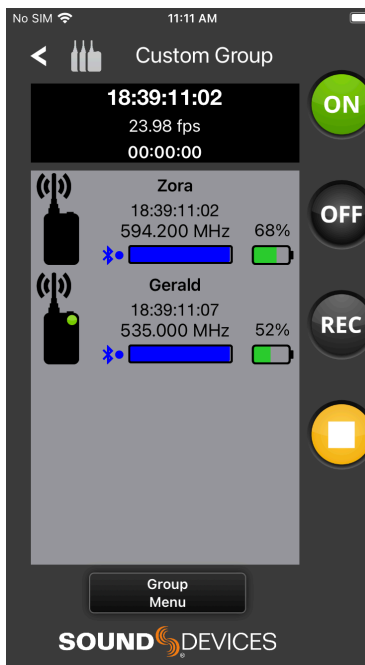 No SIM 11:11 AM
Custom Group
18:39:11:02
23.98 fps
00:00:00
ON
Zora
18:39:11:02
594.200 MHz 68%
OFF
Gerald
18:39:11:07
535.000 MHz 52%
REC
Group
Menu
SOUND DEVICES